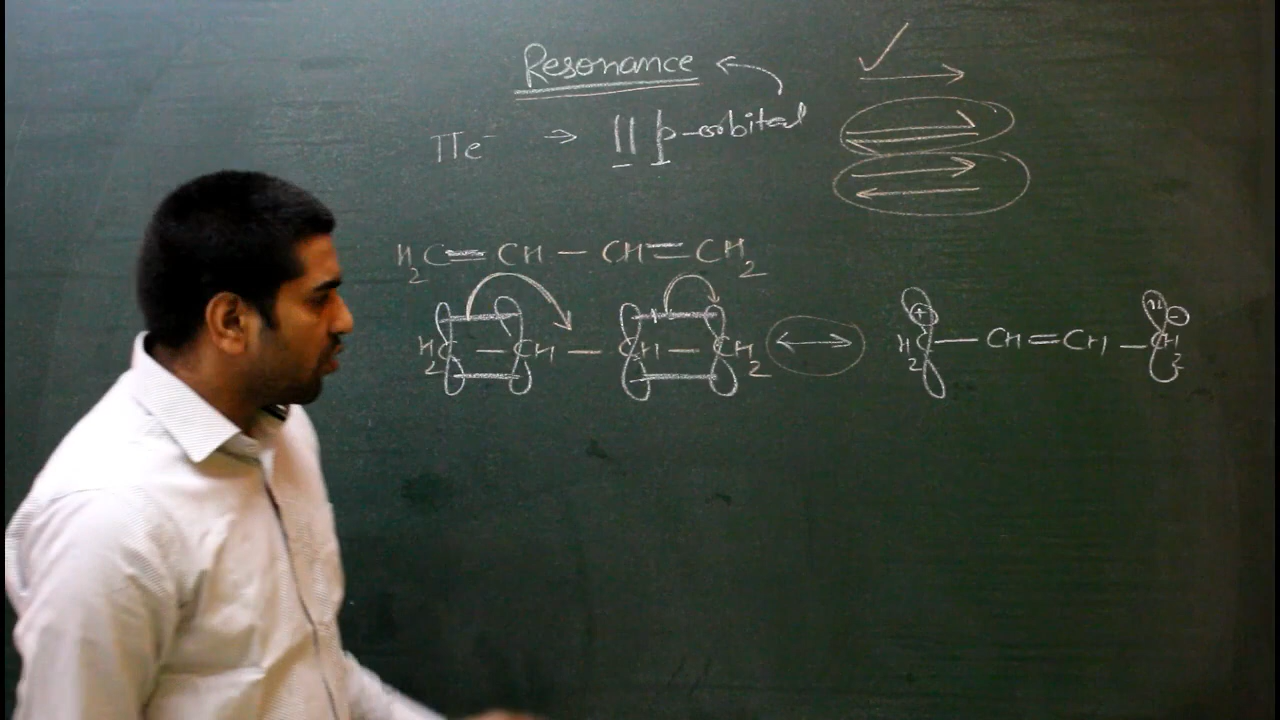 Resonance
πe⁻ → || p-orbital
H₂C=CH—CH=CH₂
H₂C—CH—CH—CH₂ ↔ H₂C⊕—CH=CH—CH₂⊖